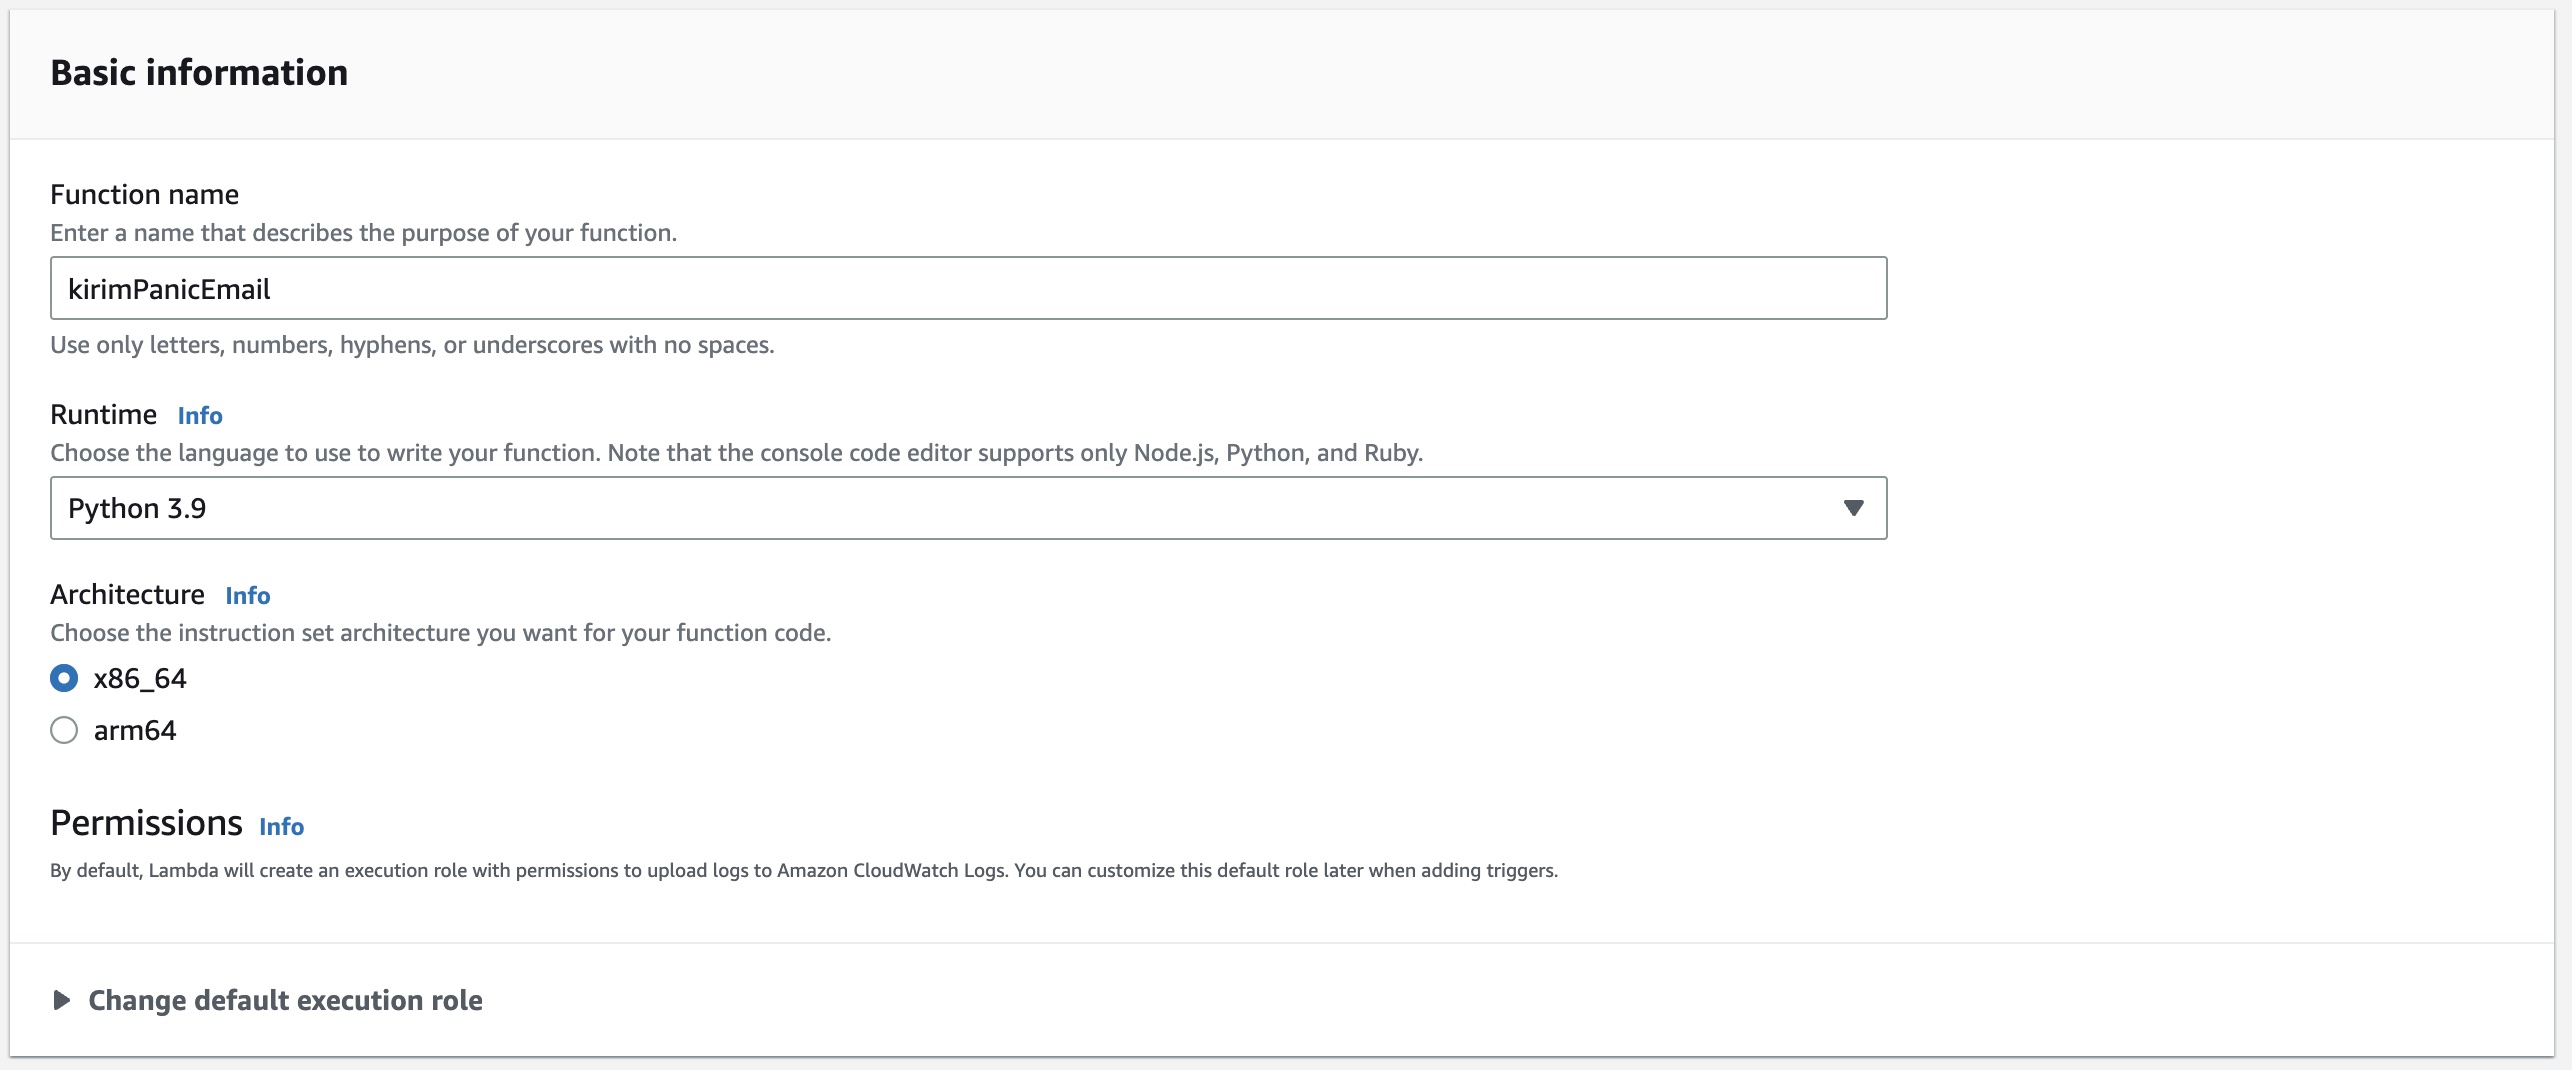 Basic information
Function name
Enter a name that describes the purpose of your function.
kirimPanicEmail
Use only letters, numbers, hyphens, or underscores with no spaces.
Runtime Info
Choose the language to use to write your function. Note that the console code editor supports only Node.js, Python, and Ruby.
Python 3.9
Architecture Info
Choose the instruction set architecture you want for your function code.
x86_64
arm64
Permissions Info
By default, Lambda will create an execution role with permissions to upload logs to Amazon CloudWatch Logs. You can customize this default role later when adding triggers.
Change default execution role